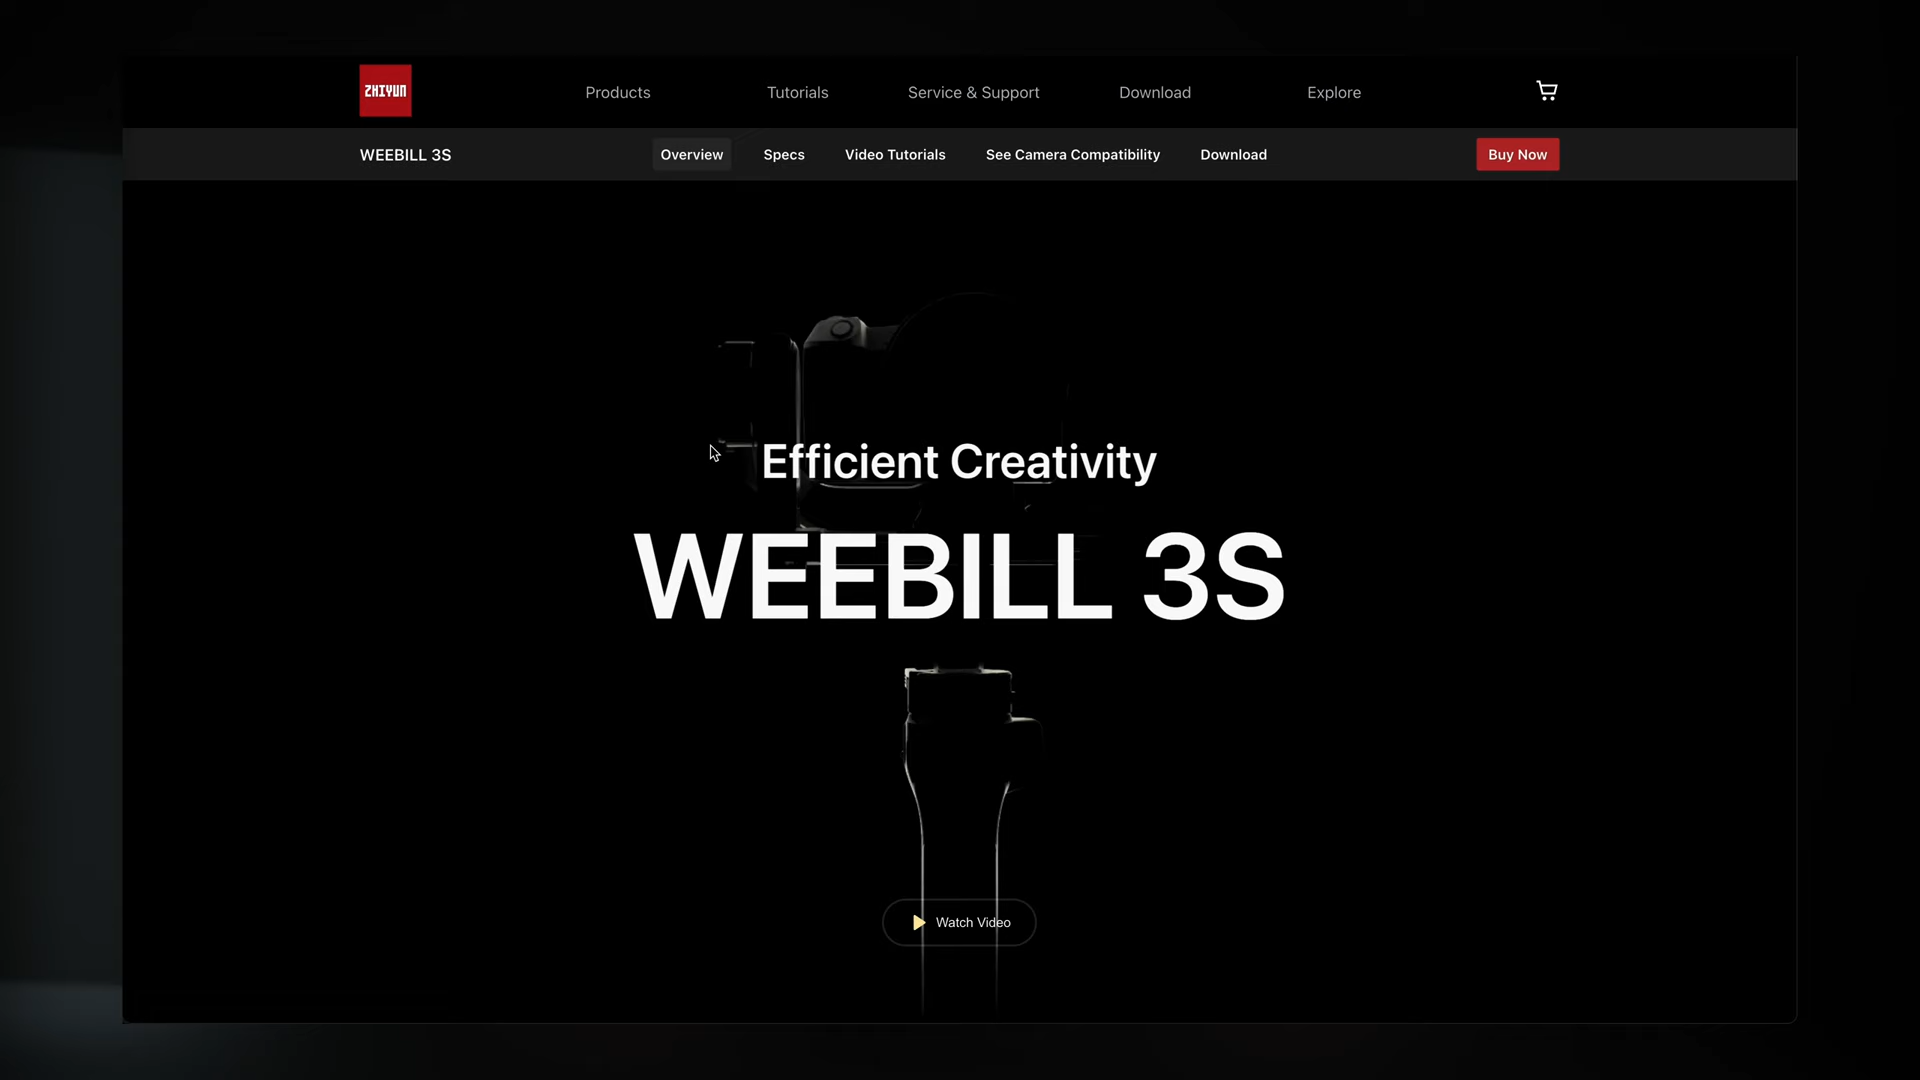 ZHIYUN
Products
Tutorials
Service & Support
Download
Explore
WEEBILL 3S
Overview
Specs
Video Tutorials
See Camera Compatibility
Download
Buy Now
Efficient Creativity
WEEBILL 3S
Watch Video